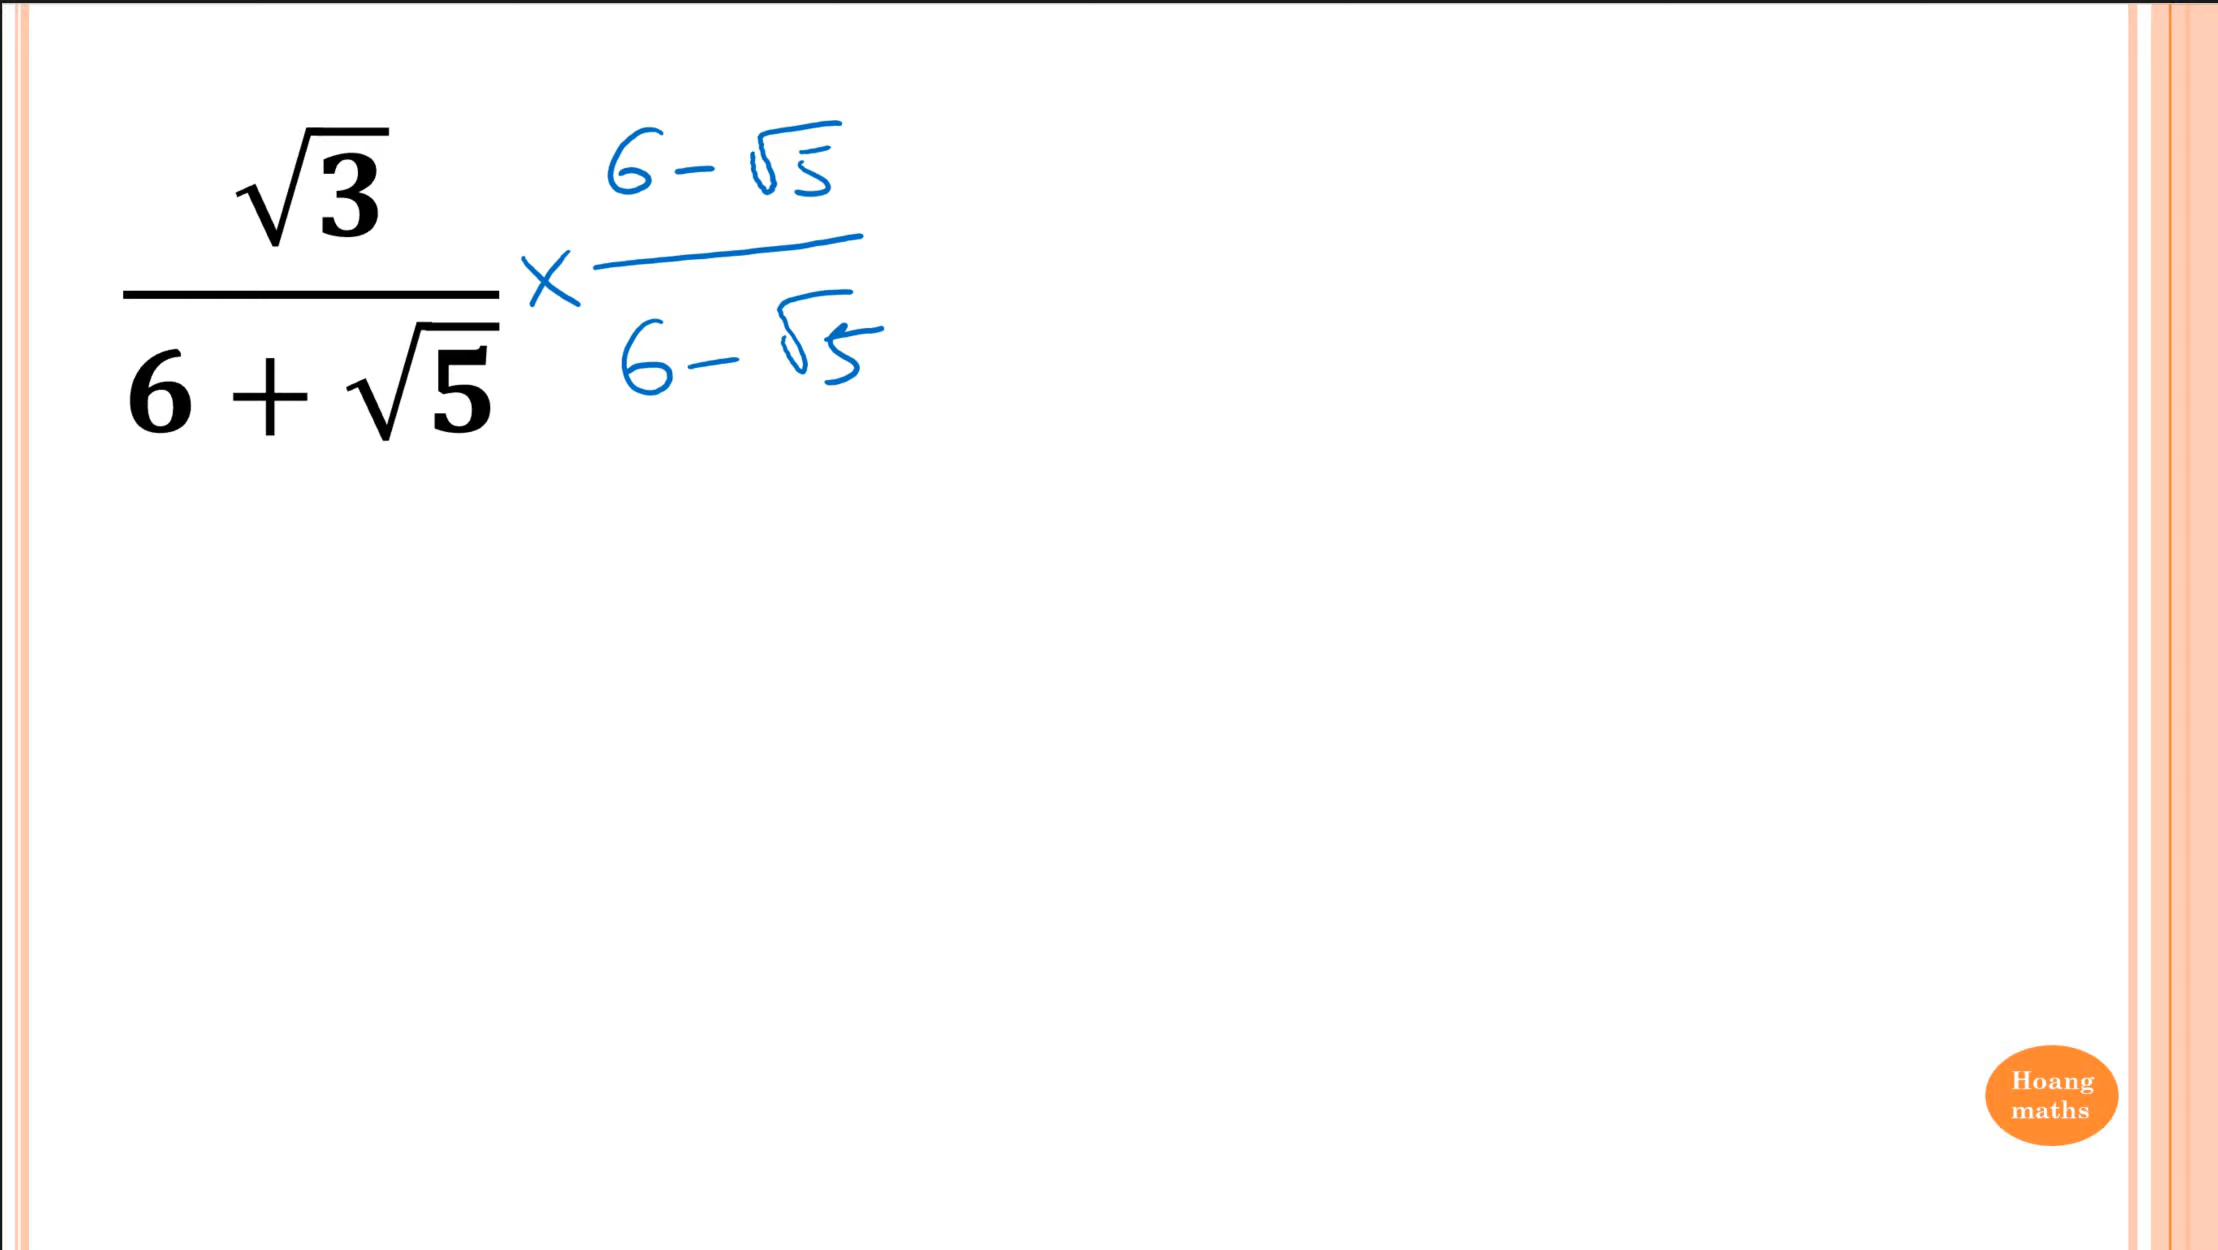 √3 / (6 + √5) × (6 − √5) / (6 − √5)
Hoang
maths